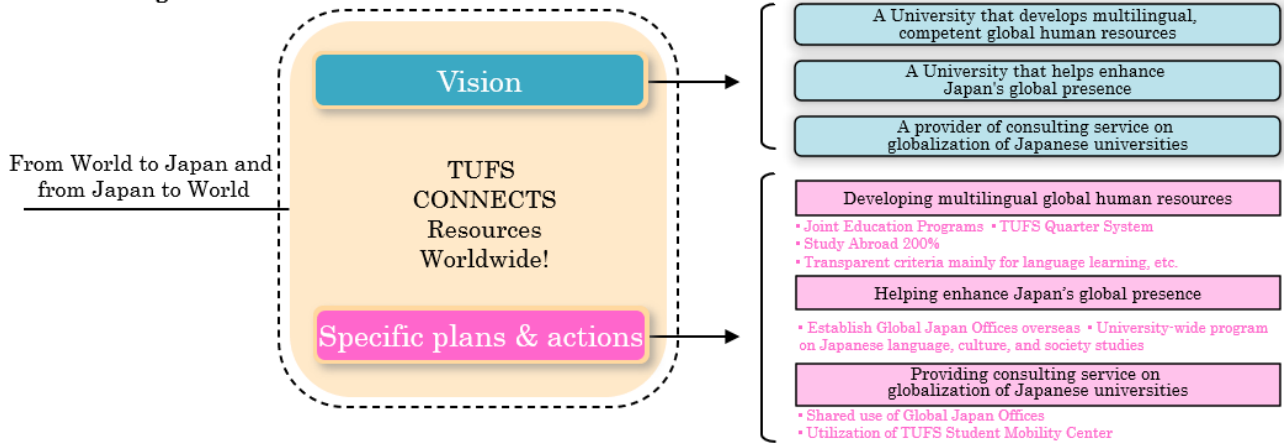 From World to Japan and
from Japan to World
Vision
TUFS
CONNECTS
Resources
Worldwide!
Specific plans & actions
A University that develops multilingual,
competent global human resources
A University that helps enhance
Japan's global presence
A provider of consulting service on
globalization of Japanese universities
Developing multilingual global human resources
▪ Joint Education Programs ▪ TUFS Quarter System
▪ Study Abroad 200%
▪ Transparent criteria mainly for language learning, etc.
Helping enhance Japan's global presence
▪ Establish Global Japan Offices overseas ▪ University-wide program
on Japanese language, culture, and society studies
Providing consulting service on
globalization of Japanese universities
▪ Shared use of Global Japan Offices
▪ Utilization of TUFS Student Mobility Center